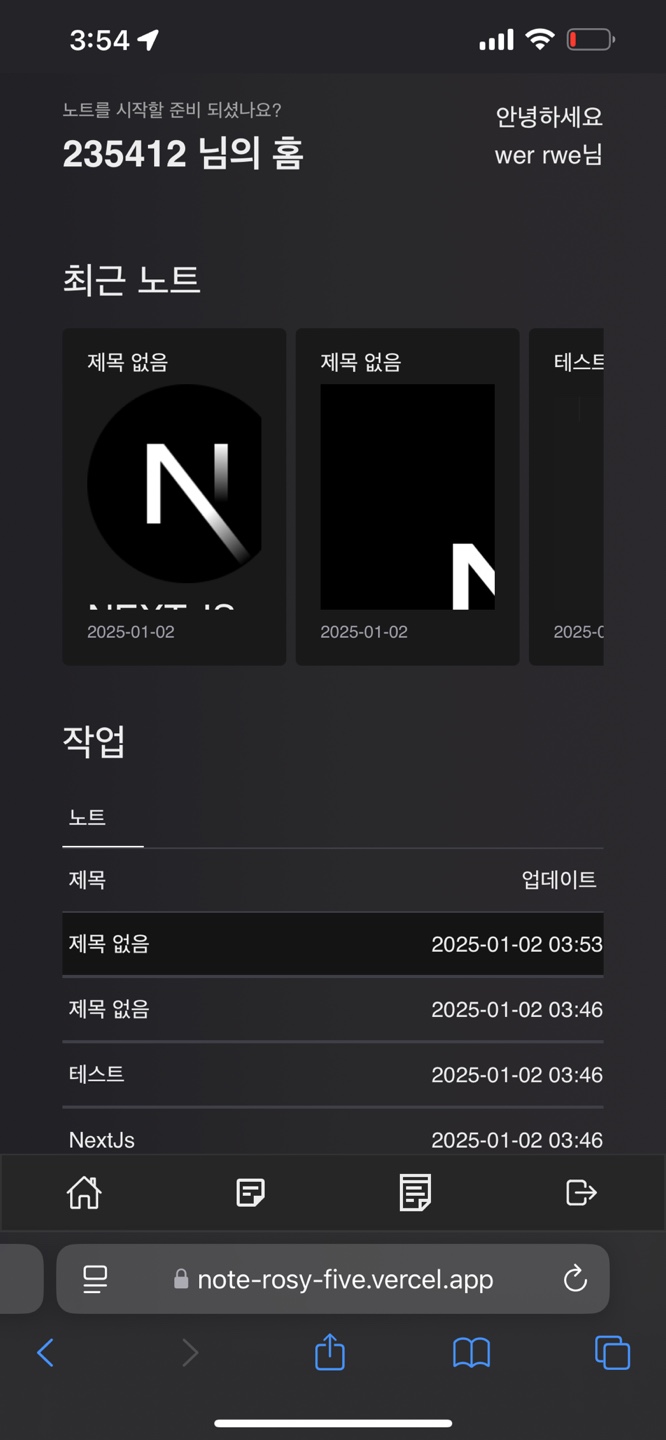 3:54
노트를 시작할 준비 되셨나요?
235412 님의 홈
안녕하세요
wer rwe님
최근 노트
제목 없음
2025-01-02
제목 없음
2025-01-02
테스트
2025-0
작업
노트
제목 업데이트
제목 없음 2025-01-02 03:53
제목 없음 2025-01-02 03:46
테스트 2025-01-02 03:46
NextJs 2025-01-02 03:46
note-rosy-five.vercel.app